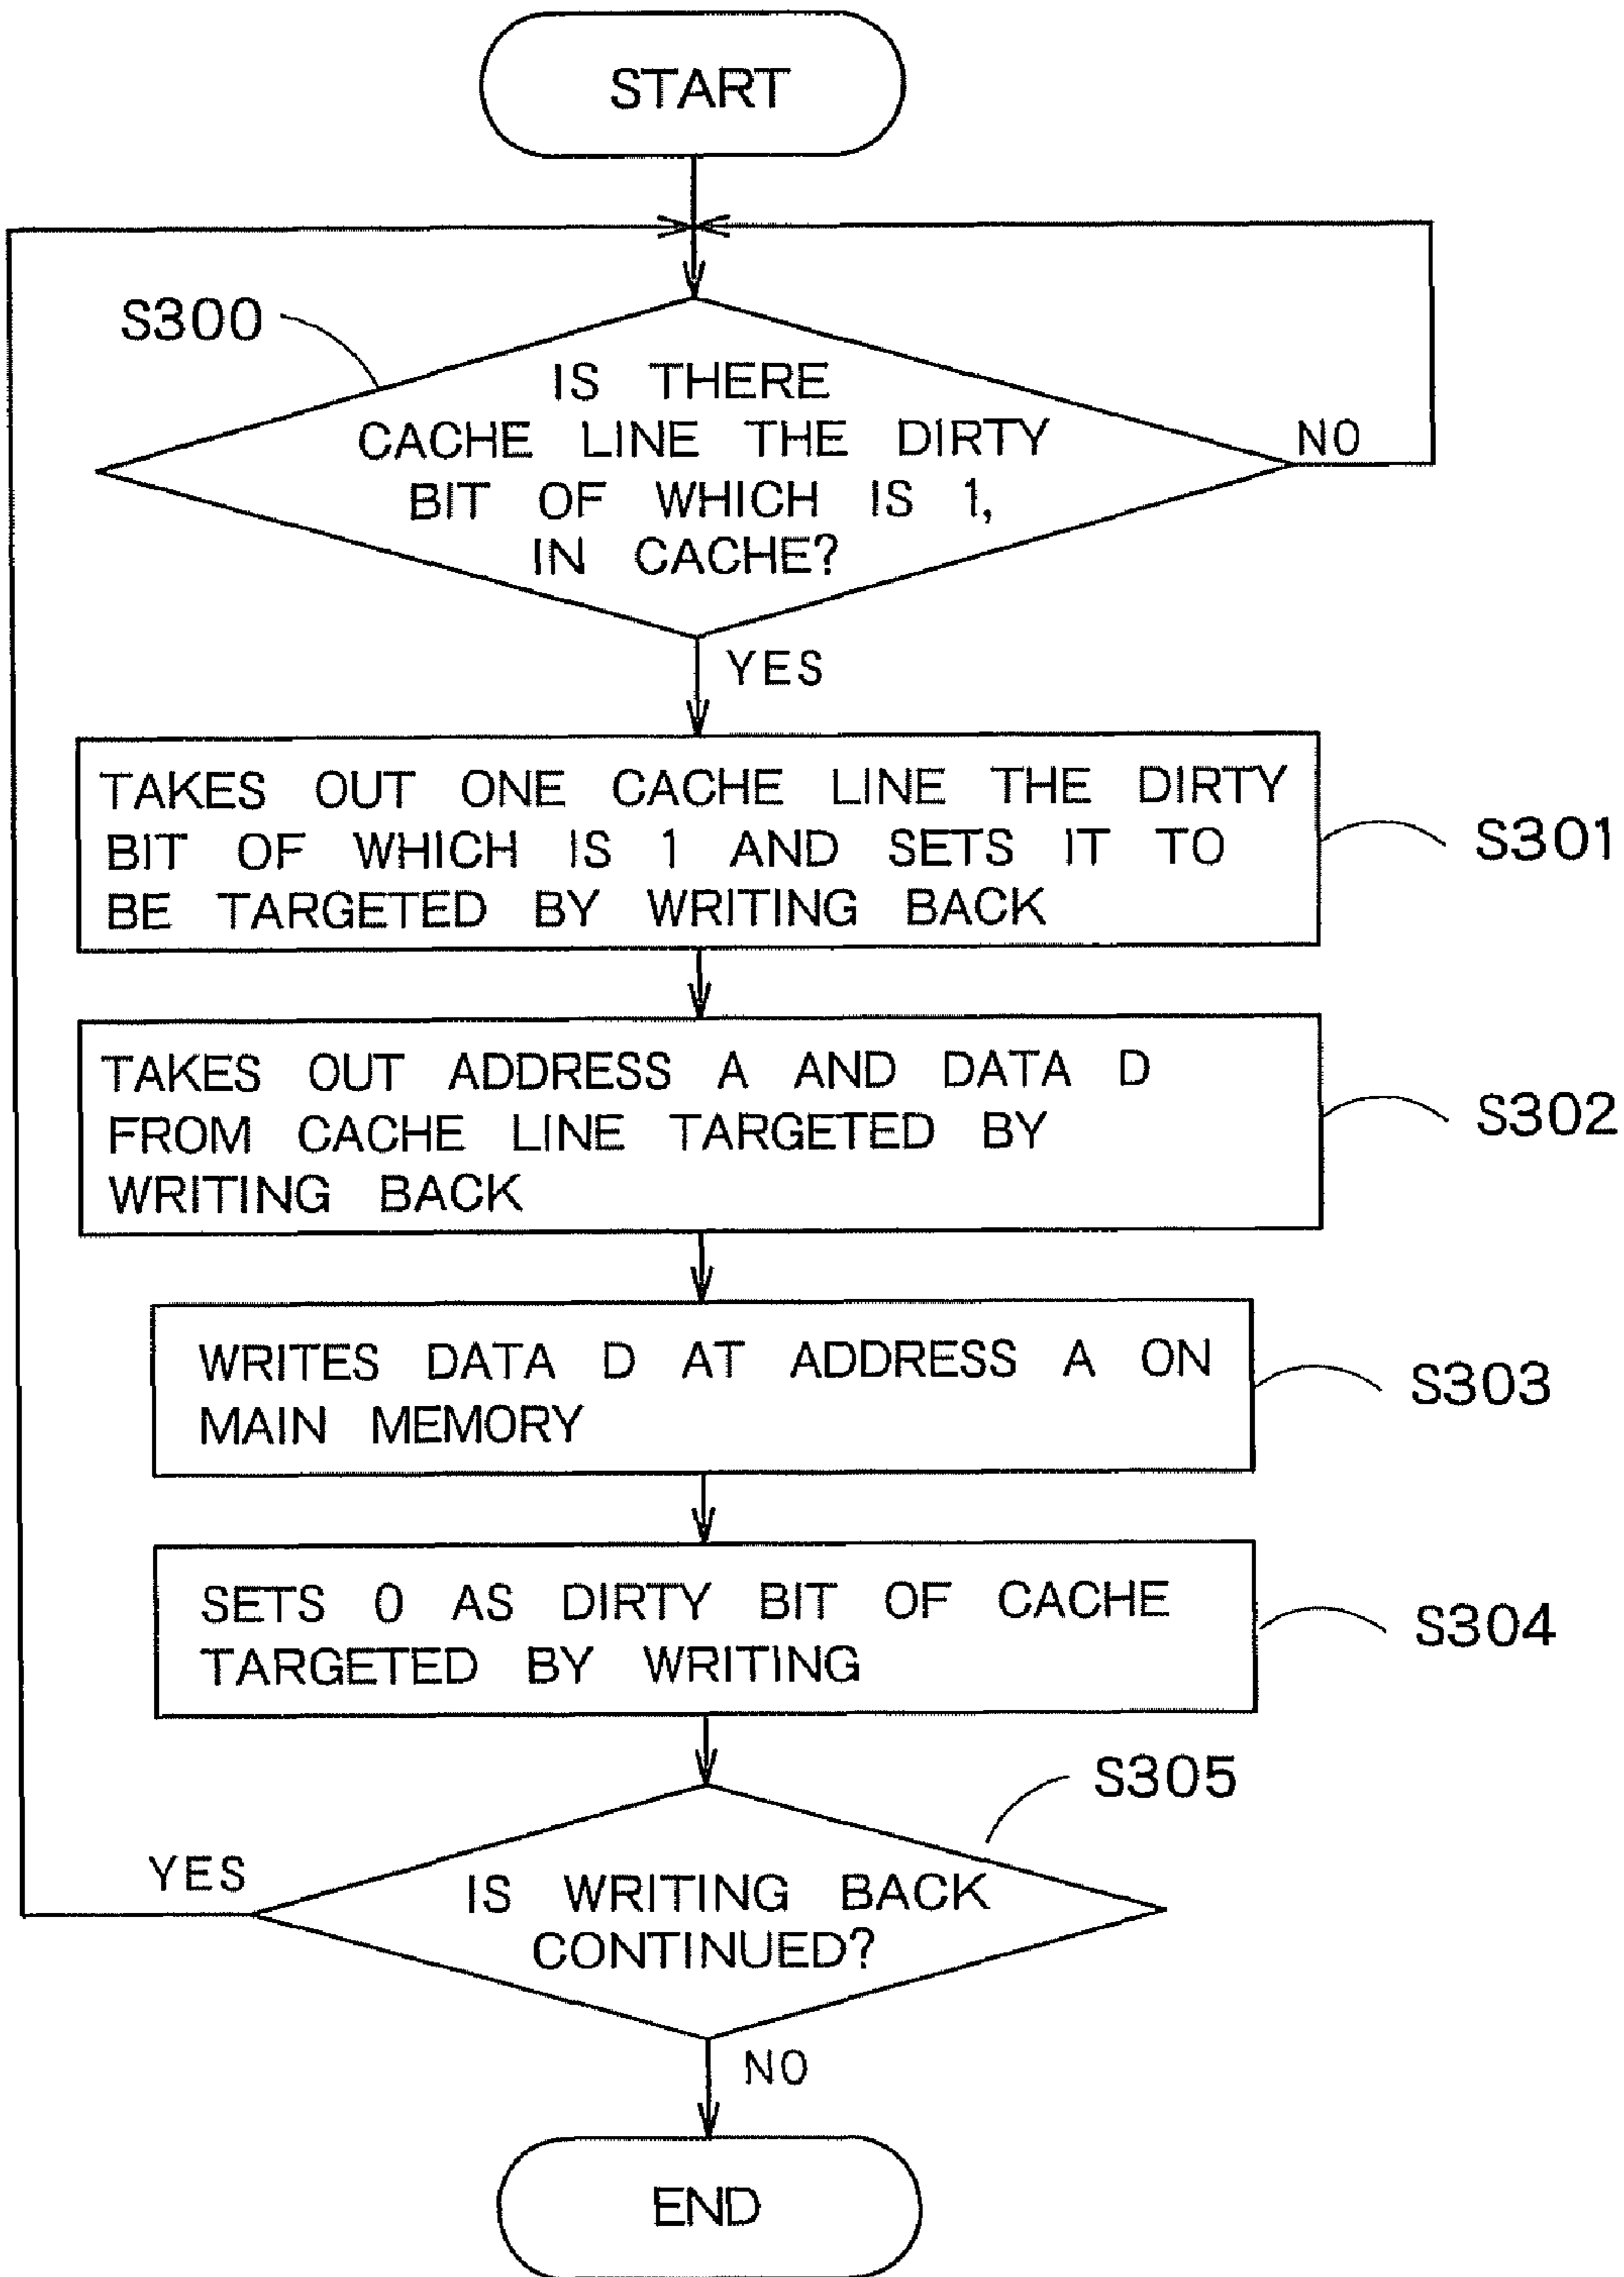 START
S300
IS THERE
CACHE LINE THE DIRTY
BIT OF WHICH IS 1,
IN CACHE?
NO
YES
TAKES OUT ONE CACHE LINE THE DIRTY
BIT OF WHICH IS 1 AND SETS IT TO
BE TARGETED BY WRITING BACK
S301
TAKES OUT ADDRESS A AND DATA D
FROM CACHE LINE TARGETED BY
WRITING BACK
S302
WRITES DATA D AT ADDRESS A ON
MAIN MEMORY
S303
SETS 0 AS DIRTY BIT OF CACHE
TARGETED BY WRITING
S304
S305
YES
IS WRITING BACK
CONTINUED?
NO
END